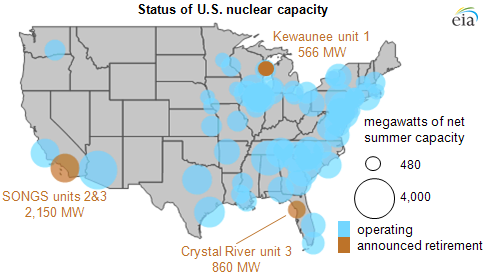 Status of U.S. nuclear capacity
eia
Kewaunee unit 1
566 MW
megawatts of net
summer capacity
480
4,000
operating
announced retirement
SONGS units 2&3
2,150 MW
Crystal River unit 3
860 MW